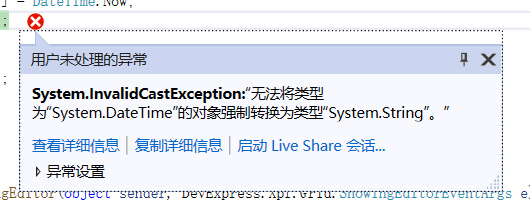 ] = DateTime.Now;
;
用户未处理的异常
System.InvalidCastException:“无法将类型
为“System.DateTime”的对象强制转换为类型“System.String”。”
;
查看详细信息 | 复制详细信息 | 启动 Live Share 会话...
异常设置
ngEditor(object sender, DevExpress.Xpf.Grid.ShowingEditorEventArgs e